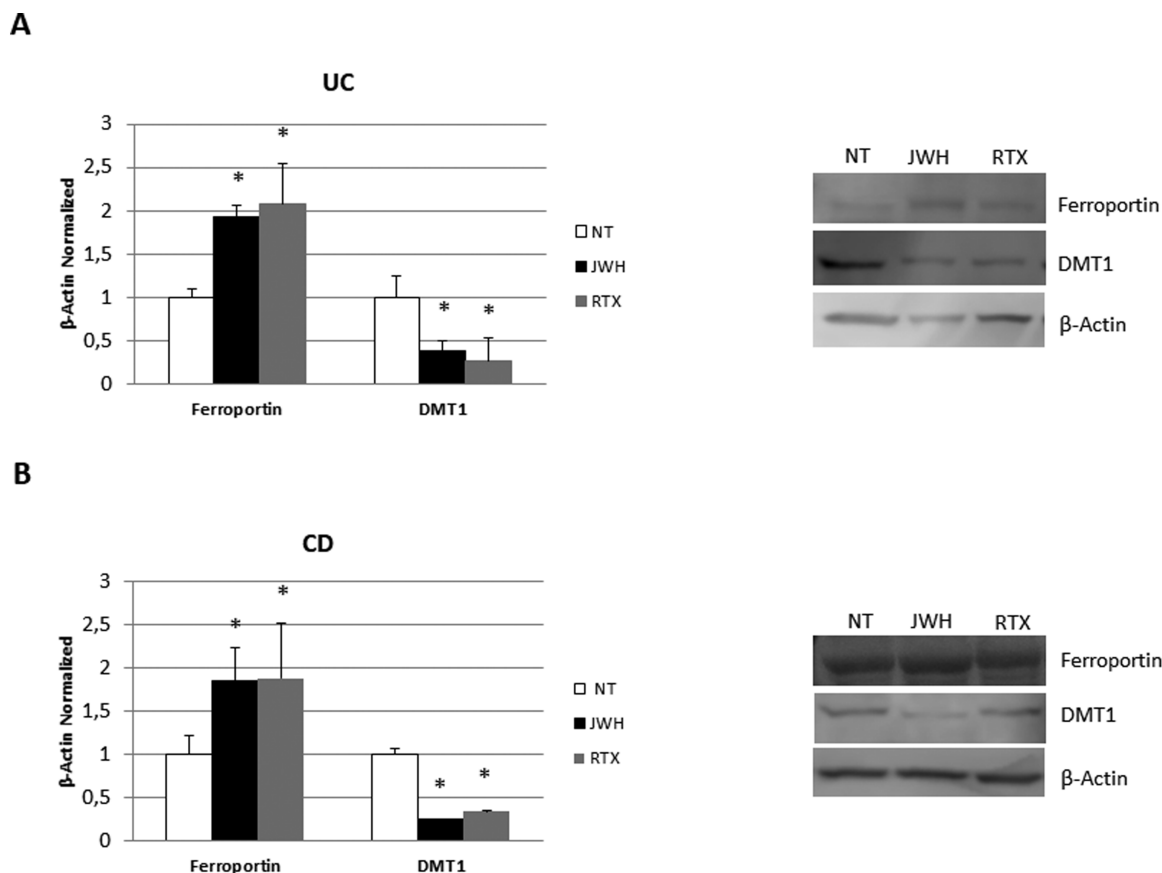 A
UC
β-Actin Normalized
3
2,5
2
1,5
1
0,5
0
*
*
*
*
Ferroportin DMT1
NT
JWH
RTX
NT JWH RTX
Ferroportin
DMT1
β-Actin
B
CD
β-Actin Normalized
3
2,5
2
1,5
1
0,5
0
*
*
*
*
Ferroportin DMT1
NT
JWH
RTX
NT JWH RTX
Ferroportin
DMT1
β-Actin